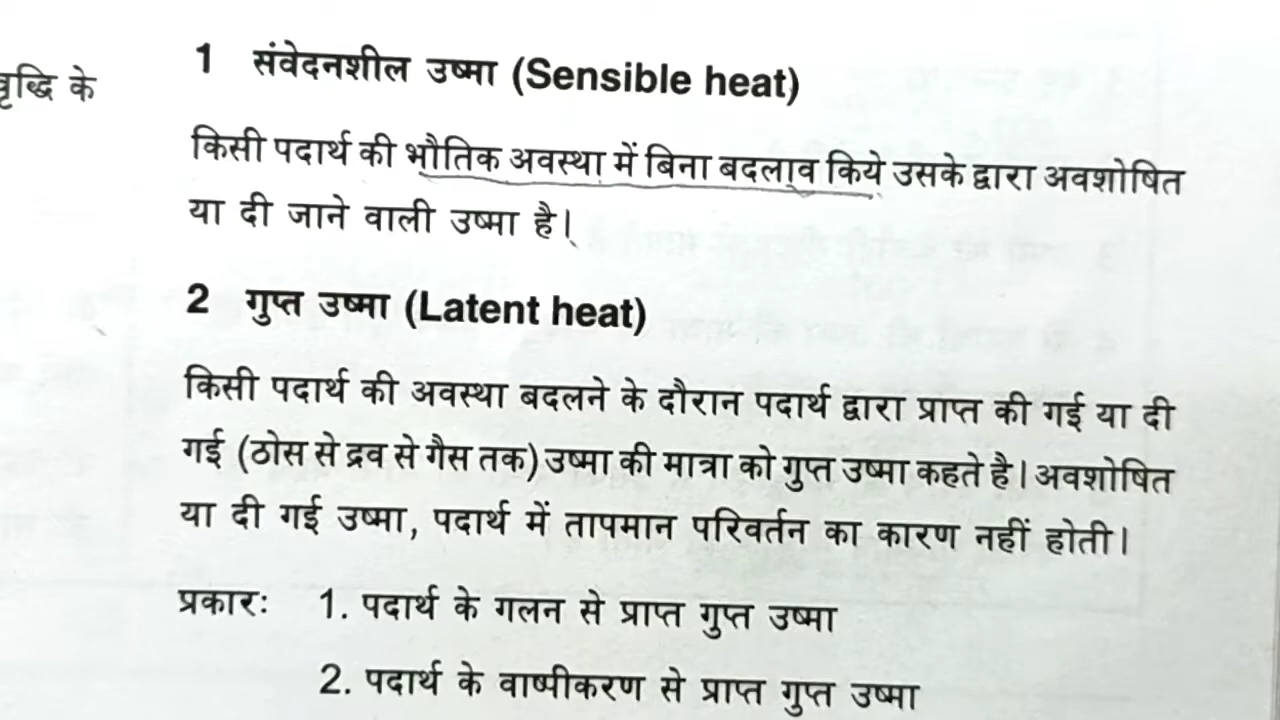 वृद्धि के
1 संवेदनशील उष्मा (Sensible heat)
किसी पदार्थ की भौतिक अवस्था में बिना बदलाव किये उसके द्वारा अवशोषित
या दी जाने वाली उष्मा है।
2 गुप्त उष्मा (Latent heat)
किसी पदार्थ की अवस्था बदलने के दौरान पदार्थ द्वारा प्राप्त की गई या दी
गई (ठोस से द्रव से गैस तक) उष्मा की मात्रा को गुप्त उष्मा कहते है। अवशोषित
या दी गई उष्मा, पदार्थ में तापमान परिवर्तन का कारण नहीं होती।
प्रकारः 1. पदार्थ के गलन से प्राप्त गुप्त उष्मा
2. पदार्थ के वाष्पीकरण से प्राप्त गुप्त उष्मा